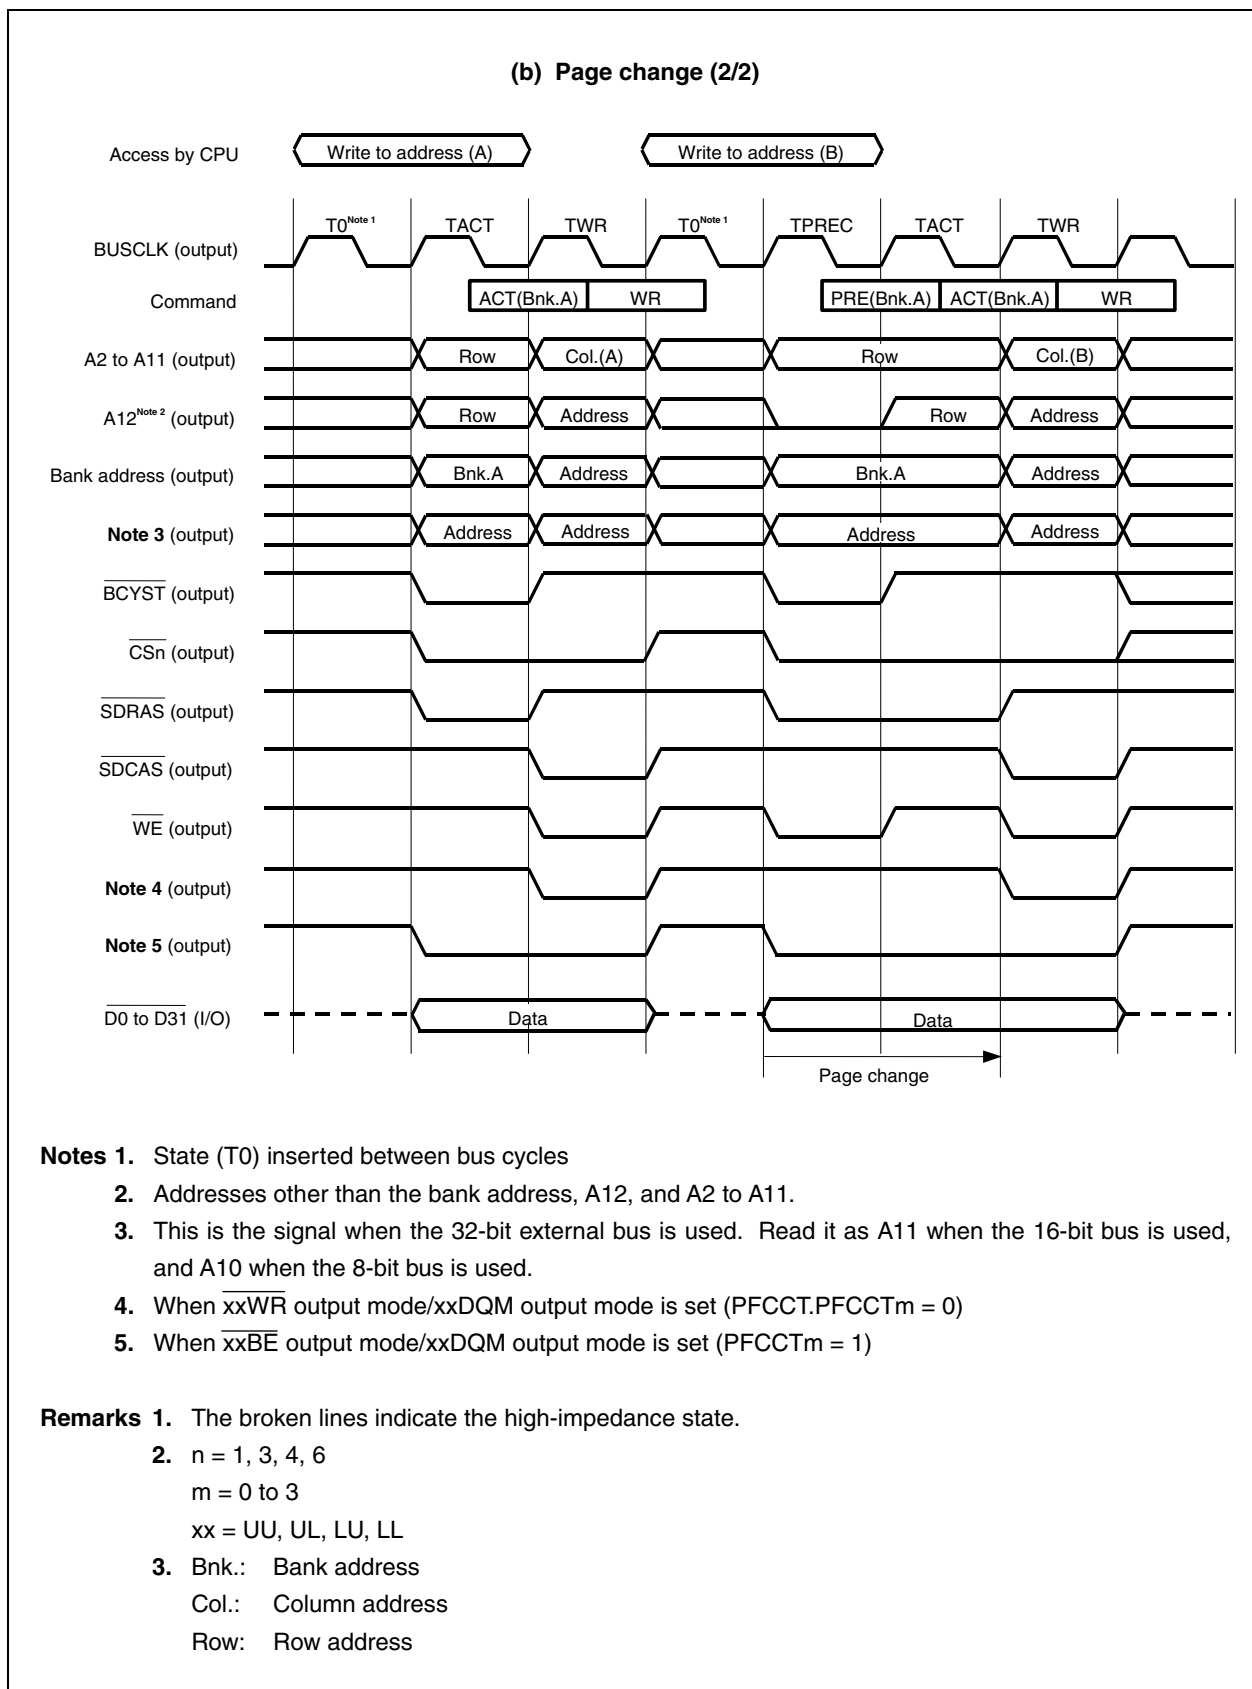 (b) Page change (2/2)
Access by CPU
Write to address (A)
Write to address (B)
T0Note 1
TACT
TWR
T0Note 1
TPREC
TACT
TWR
BUSCLK (output)
Command
ACT(Bnk.A)
WR
PRE(Bnk.A)
ACT(Bnk.A)
WR
A2 to A11 (output)
Row
Col.(A)
Row
Col.(B)
A12Note 2 (output)
Row
Address
Row
Address
Bank address (output)
Bnk.A
Address
Bnk.A
Address
Note 3 (output)
Address
Address
Address
Address
BCYST (output)
CSn (output)
SDRAS (output)
SDCAS (output)
WE (output)
Note 4 (output)
Note 5 (output)
D0 to D31 (I/O)
Data
Data
Page change
Notes 1. State (T0) inserted between bus cycles
2. Addresses other than the bank address, A12, and A2 to A11.
3. This is the signal when the 32-bit external bus is used. Read it as A11 when the 16-bit bus is used,
and A10 when the 8-bit bus is used.
4. When xxWR output mode/xxDQM output mode is set (PFCCT.PFCCTm = 0)
5. When xxBE output mode/xxDQM output mode is set (PFCCTm = 1)
Remarks 1. The broken lines indicate the high-impedance state.
2. n = 1, 3, 4, 6
m = 0 to 3
xx = UU, UL, LU, LL
3. Bnk.: Bank address
Col.: Column address
Row: Row address